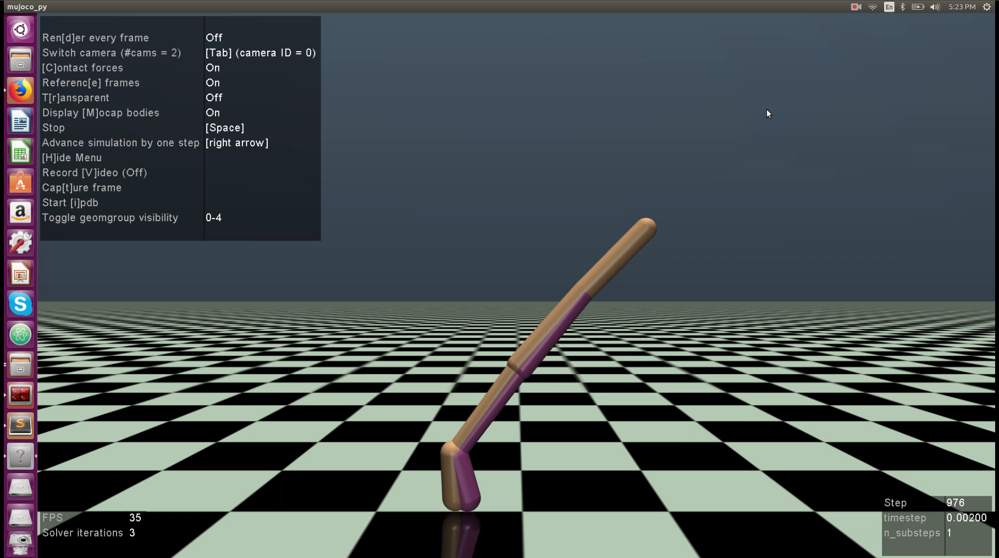 mujoco_py
En
5:23 PM
Ren[d]er every frame Off
Switch camera (#cams = 2) [Tab] (camera ID = 0)
[C]ontact forces On
Referenc[e] frames On
T[r]ansparent Off
Display [M]ocap bodies On
Stop [Space]
Advance simulation by one step [right arrow]
[H]ide Menu
Record [V]ideo (Off)
Cap[t]ure frame
Start [i]pdb
Toggle geomgroup visibility 0-4
FPS 35
Solver iterations 3
Step 976
timestep 0.00200
n_substeps 1